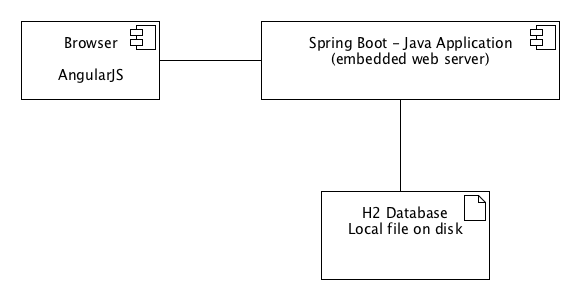 Browser
AngularJS
Spring Boot – Java Application
(embedded web server)
H2 Database
Local file on disk